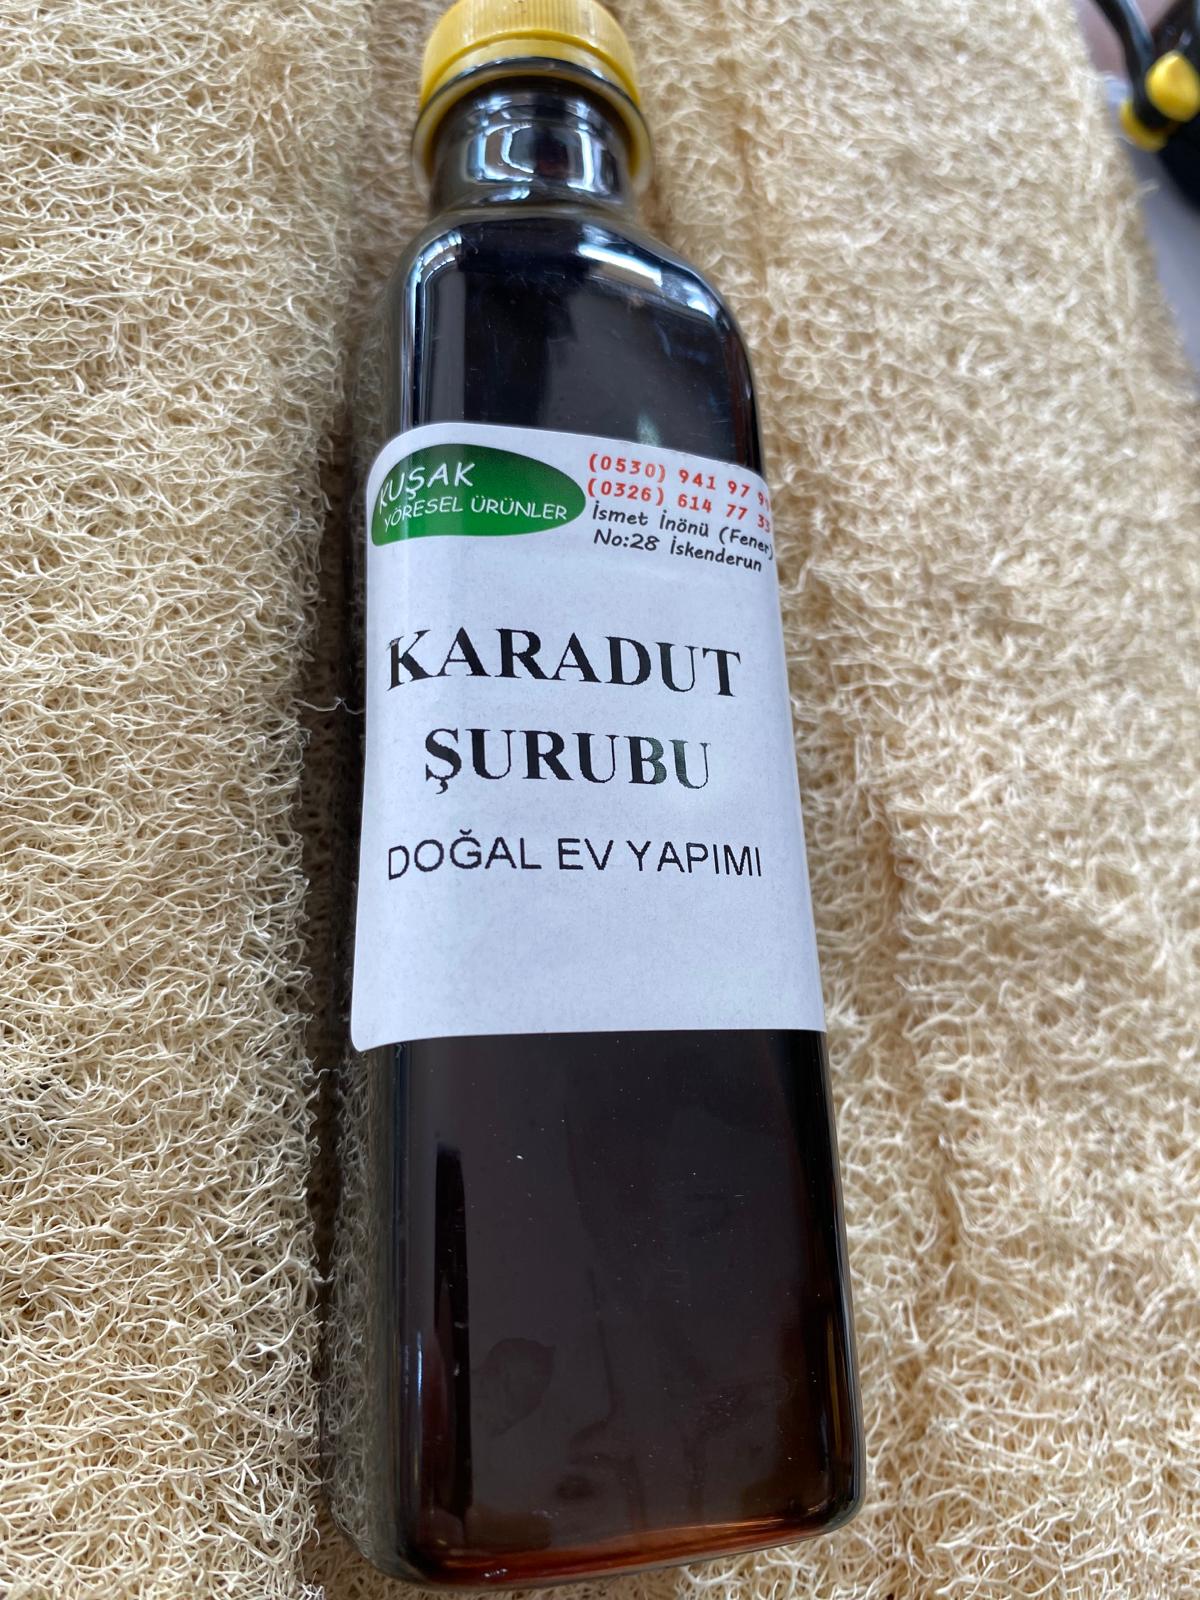 KUŞAK
YÖRESEL ÜRÜNLER
(0530) 941 97
(0326) 614 77 33
İsmet İnönü (Fener)
No:28 İskenderun
KARADUT
ŞURUBU
DOĞAL EV YAPIMI